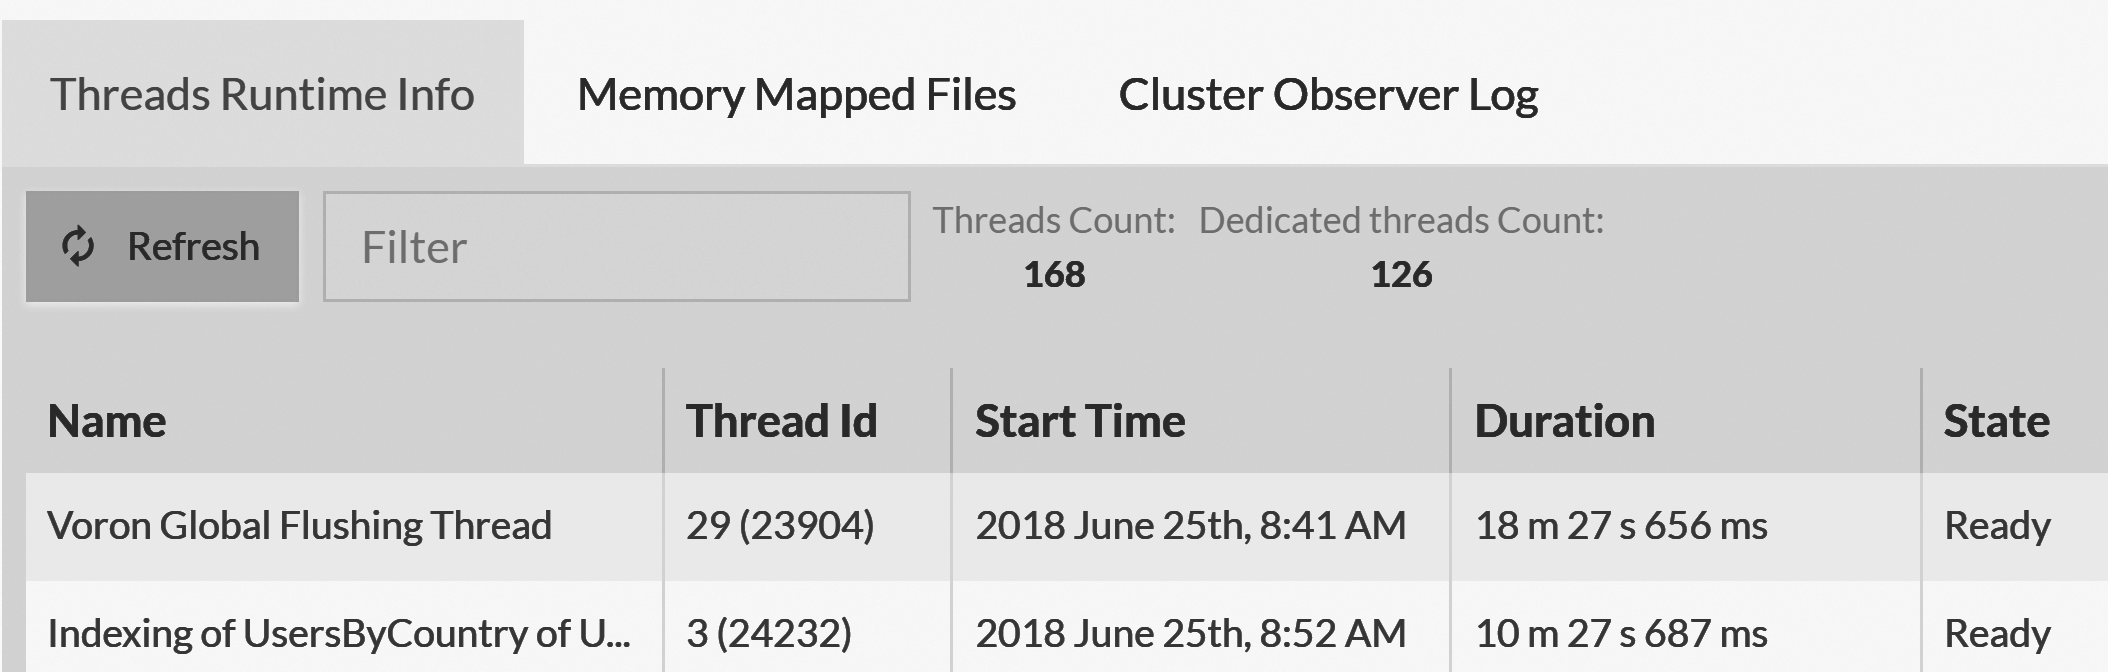 Threads Runtime Info Memory Mapped Files Cluster Observer Log
Refresh Filter Threads Count: Dedicated threads Count:
168 126
Name Thread Id Start Time Duration State
Voron Global Flushing Thread 29 (23904) 2018 June 25th, 8:41 AM 18 m 27 s 656 ms Ready
Indexing of UsersByCountry of U... 3 (24232) 2018 June 25th, 8:52 AM 10 m 27 s 687 ms Ready